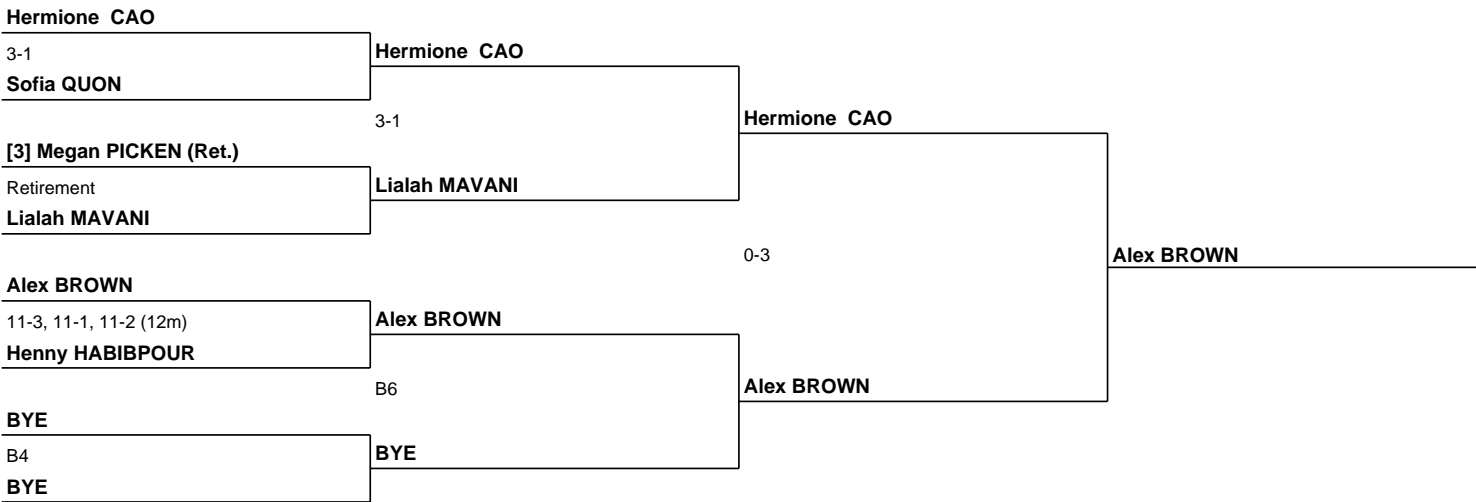 Hermione CAO
3-1
Hermione CAO
Sofia QUON
3-1
Hermione CAO
[3] Megan PICKEN (Ret.)
Retirement
Lialah MAVANI
Lialah MAVANI
0-3
Alex BROWN
Alex BROWN
11-3, 11-1, 11-2 (12m)
Alex BROWN
Henny HABIBPOUR
B6
Alex BROWN
BYE
B4
BYE
BYE